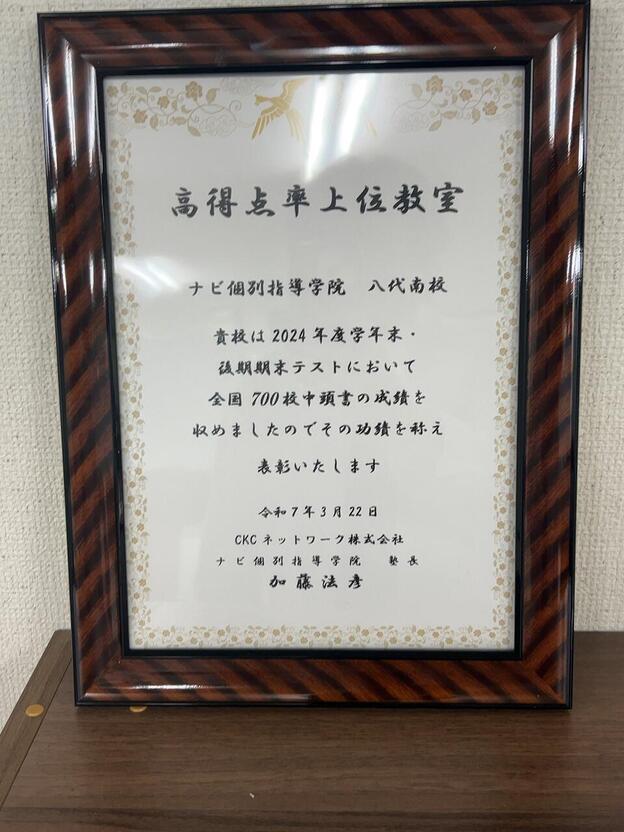 高得点率上位教室
ナビ個別指導学院　八代南校
貴校は2024年度学年末・
後期期末テストにおいて
全国700校中頭書の成績を
収めましたのでその功績を称え
表彰いたします
令和7年3月22日
CKCネットワーク株式会社
ナビ個別指導学院　塾長
加藤法彦